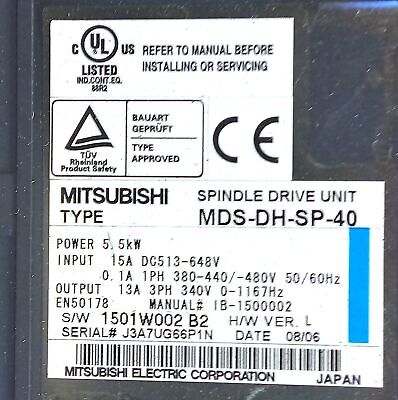 C UL US
LISTED
IND.CONT.EQ.
88R2
REFER TO MANUAL BEFORE
INSTALLING OR SERVICING
TÜV
Rheinland
Product Safety
BAUART
GEPRÜFT
TYPE
APPROVED
CE
MITSUBISHI SPINDLE DRIVE UNIT
TYPE MDS-DH-SP-40
POWER 5.5kW
INPUT 15A DC513-648V
0.1A 1PH 380-440/-480V 50/60Hz
OUTPUT 13A 3PH 340V 0-1167Hz
EN50178 MANUAL# IB-1500002
S/W 1501W002 B2 H/W VER. L
SERIAL# J3A7UG66P1N DATE 08/06
MITSUBISHI ELECTRIC CORPORATION JAPAN